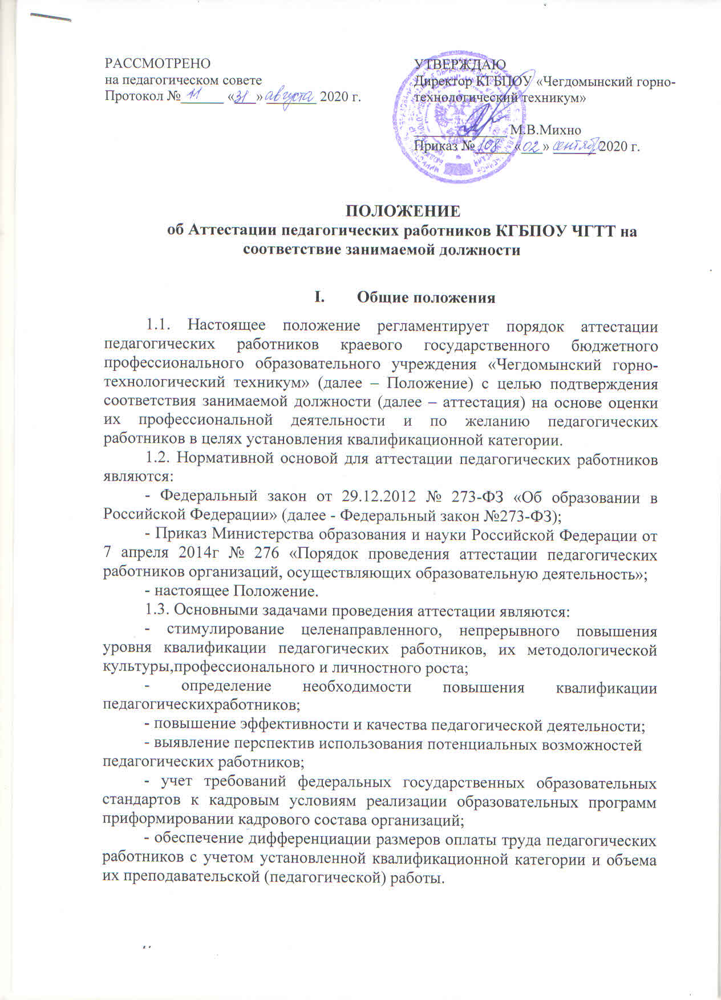 РАССМОТРЕНО
на педагогическом совете
Протокол № 11 «31» августа 2020 г.
УТВЕРЖДАЮ
Директор КГБПОУ «Чегдомынский горно-
технологический техникум»
М.В.Михно
Приказ № 108 «02» сентября 2020 г.
ПОЛОЖЕНИЕ
об Аттестации педагогических работников КГБПОУ ЧГТТ на
соответствие занимаемой должности
I. Общие положения
1.1. Настоящее положение регламентирует порядок аттестации
педагогических работников краевого государственного бюджетного
профессионального образовательного учреждения «Чегдомынский горно-
технологический техникум» (далее – Положение) с целью подтверждения
соответствия занимаемой должности (далее – аттестация) на основе оценки
их профессиональной деятельности и по желанию педагогических
работников в целях установления квалификационной категории.
1.2. Нормативной основой для аттестации педагогических работников
являются:
- Федеральный закон от 29.12.2012 № 273-ФЗ «Об образовании в
Российской Федерации» (далее - Федеральный закон №273-ФЗ);
- Приказ Министерства образования и науки Российской Федерации от
7 апреля 2014г № 276 «Порядок проведения аттестации педагогических
работников организаций, осуществляющих образовательную деятельность»;
- настоящее Положение.
1.3. Основными задачами проведения аттестации являются:
- стимулирование целенаправленного, непрерывного повышения
уровня квалификации педагогических работников, их методологической
культуры,профессионального и личностного роста;
- определение необходимости повышения квалификации
педагогическихработников;
- повышение эффективности и качества педагогической деятельности;
- выявление перспектив использования потенциальных возможностей
педагогических работников;
- учет требований федеральных государственных образовательных
стандартов к кадровым условиям реализации образовательных программ
приформировании кадрового состава организаций;
- обеспечение дифференциации размеров оплаты труда педагогических
работников с учетом установленной квалификационной категории и объема
их преподавательской (педагогической) работы.